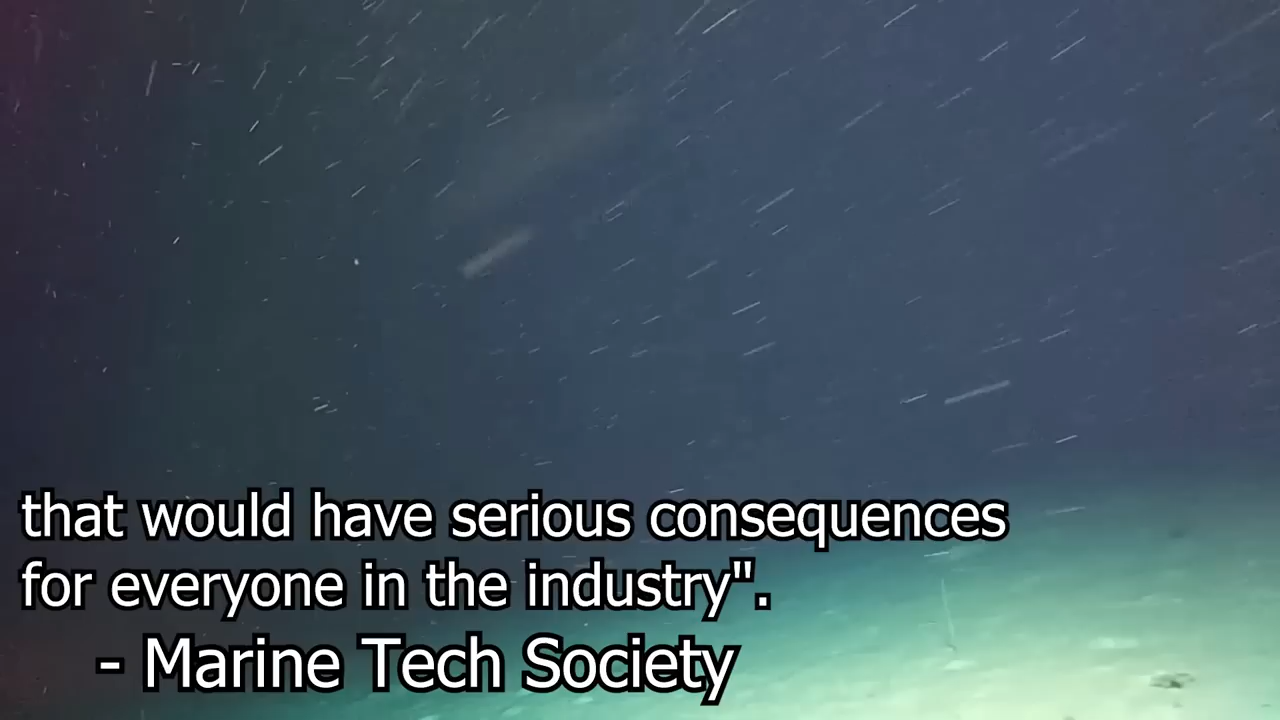 that would have serious consequences
for everyone in the industry".
- Marine Tech Society